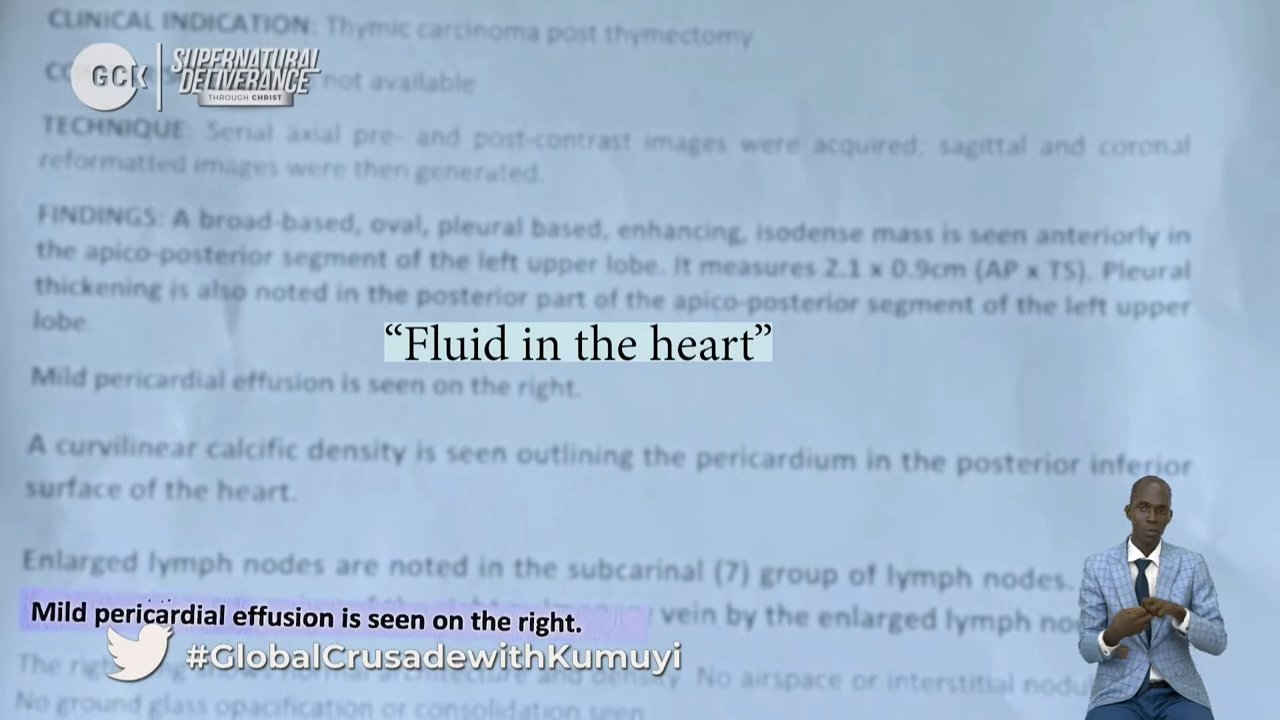 CLINICAL INDICATION: Thymic carcinoma post thymectomy.
GCK
SUPERNATURAL
DELIVERANCE
THROUGH CHRIST
not available
TECHNIQUE: Serial axial pre- and post-contrast images were acquired; sagittal and coronal
reformatted images were then generated.
FINDINGS: A broad-based, oval, pleural based, enhancing, isodense mass is seen anteriorly in
the apico-posterior segment of the left upper lobe. It measures 2.1 x 0.9cm (AP x TS). Pleural
thickening is also noted in the posterior part of the apico-posterior segment of the left upper
lobe.
“Fluid in the heart”
Mild pericardial effusion is seen on the right.
A curvilinear calcific density is seen outlining the pericardium in the posterior inferior
surface of the heart.
Enlarged lymph nodes are noted in the subcarinal (7) group of lymph nodes.
Mild pericardial effusion is seen on the right.
vein by the enlarged lymph
#GlobalCrusadewithKumuyi
The architecture and density. No airspace or interstitial
No ground glass opacification or consolidation seen